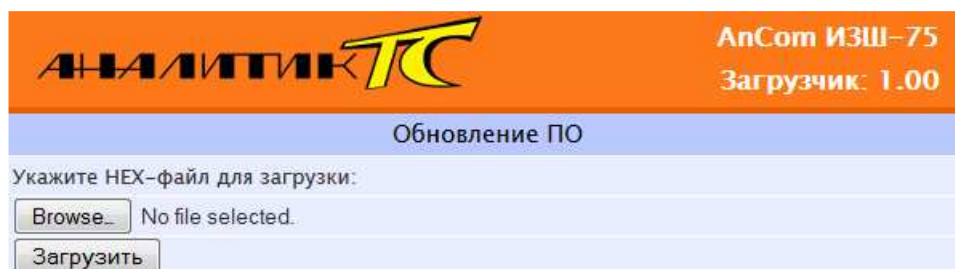 АНАЛИТИК ТС
AnCom ИЗШ-75
Загрузчик: 1.00
Обновление ПО
Укажите HEX-файл для загрузки:
Browse_ No file selected.
Загрузить